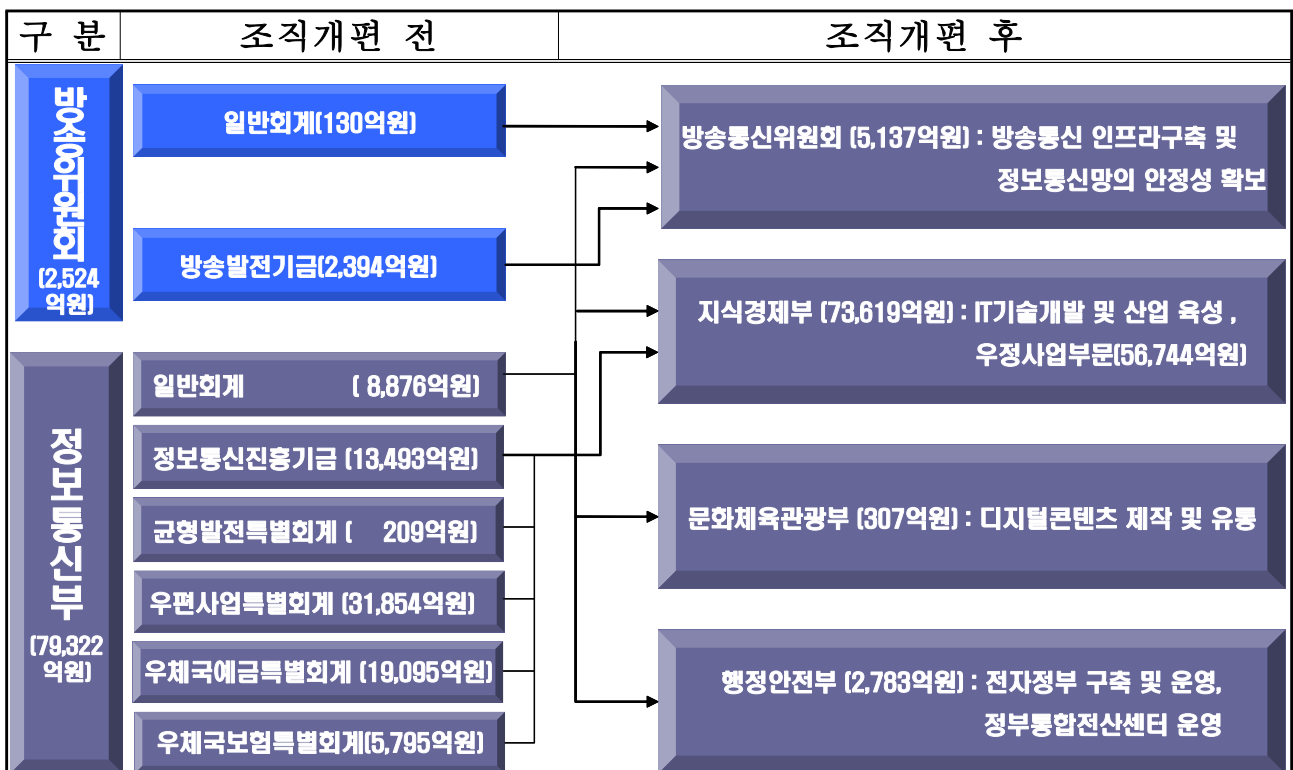 구 분
조직개편 전
조직개편 후
방송위원회
(2,524
억원)
일반회계(130억원)
방송발전기금(2,394억원)
정보통신부
(79,322
억원)
일반회계 ( 8,876억원)
정보통신진흥기금 (13,493억원)
균형발전특별회계 ( 209억원)
우편사업특별회계 (31,854억원)
우체국예금특별회계 (19,095억원)
우체국보험특별회계(5,795억원)
방송통신위원회 (5,137억원) : 방송통신 인프라구축 및
정보통신망의 안정성 확보
지식경제부 (73,619억원) : IT기술개발 및 산업 육성 ,
우정사업부문(56,744억원)
문화체육관광부 (307억원) : 디지털콘텐츠 제작 및 유통
행정안전부 (2,783억원) : 전자정부 구축 및 운영,
정부통합전산센터 운영